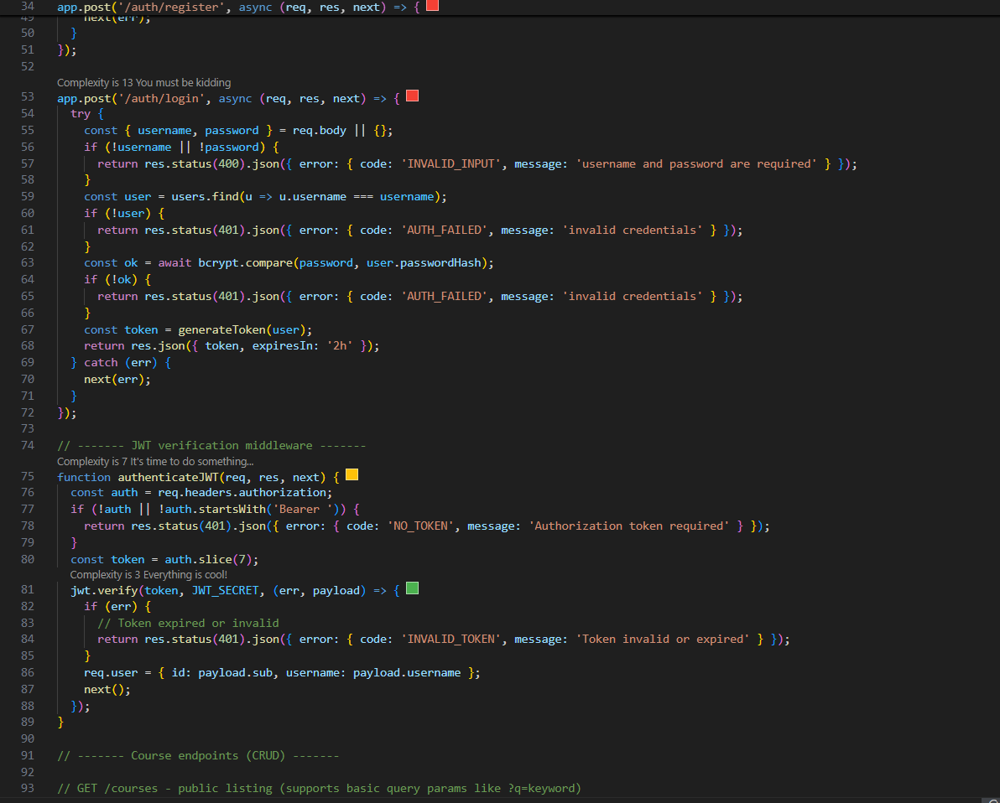 34 app.post('/auth/register', async (req, res, next) => {
49 next(err);
50 }
51 });
52
Complexity is 13 You must be kidding
53 app.post('/auth/login', async (req, res, next) => {
54 try {
55 const { username, password } = req.body || {};
56 if (!username || !password) {
57 return res.status(400).json({ error: { code: 'INVALID_INPUT', message: 'username and password are required' } });
58 }
59 const user = users.find(u => u.username === username);
60 if (!user) {
61 return res.status(401).json({ error: { code: 'AUTH_FAILED', message: 'invalid credentials' } });
62 }
63 const ok = await bcrypt.compare(password, user.passwordHash);
64 if (!ok) {
65 return res.status(401).json({ error: { code: 'AUTH_FAILED', message: 'invalid credentials' } });
66 }
67 const token = generateToken(user);
68 return res.json({ token, expiresIn: '2h' });
69 } catch (err) {
70 next(err);
71 }
72 });
73
74 // ------- JWT verification middleware -------
Complexity is 7 It's time to do something...
75 function authenticateJWT(req, res, next) {
76 const auth = req.headers.authorization;
77 if (!auth || !auth.startsWith('Bearer ')) {
78 return res.status(401).json({ error: { code: 'NO_TOKEN', message: 'Authorization token required' } });
79 }
80 const token = auth.slice(7);
Complexity is 3 Everything is cool!
81 jwt.verify(token, JWT_SECRET, (err, payload) => {
82 if (err) {
83 // Token expired or invalid
84 return res.status(401).json({ error: { code: 'INVALID_TOKEN', message: 'Token invalid or expired' } });
85 }
86 req.user = { id: payload.sub, username: payload.username };
87 next();
88 });
89 }
90
91 // ------- Course endpoints (CRUD) -------
92
93 // GET /courses - public listing (supports basic query params like ?q=keyword)